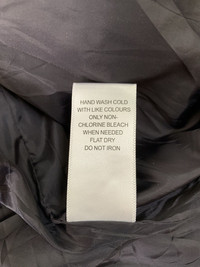 HAND WASH COLD
WITH LIKE COLOURS
ONLY NON-
CHLORINE BLEACH
WHEN NEEDED
FLAT DRY
DO NOT IRON